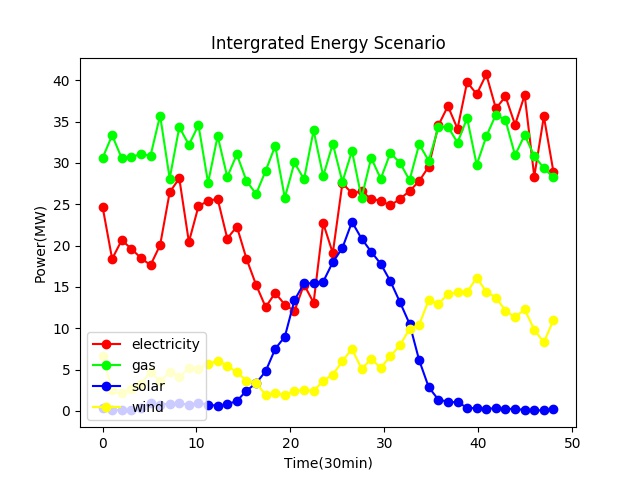 Intergrated Energy Scenario
40
35
30
25
20
15
10
5
0
Power(MW)
electricity
gas
solar
wind
0 10 20 30 40 50
Time(30min)